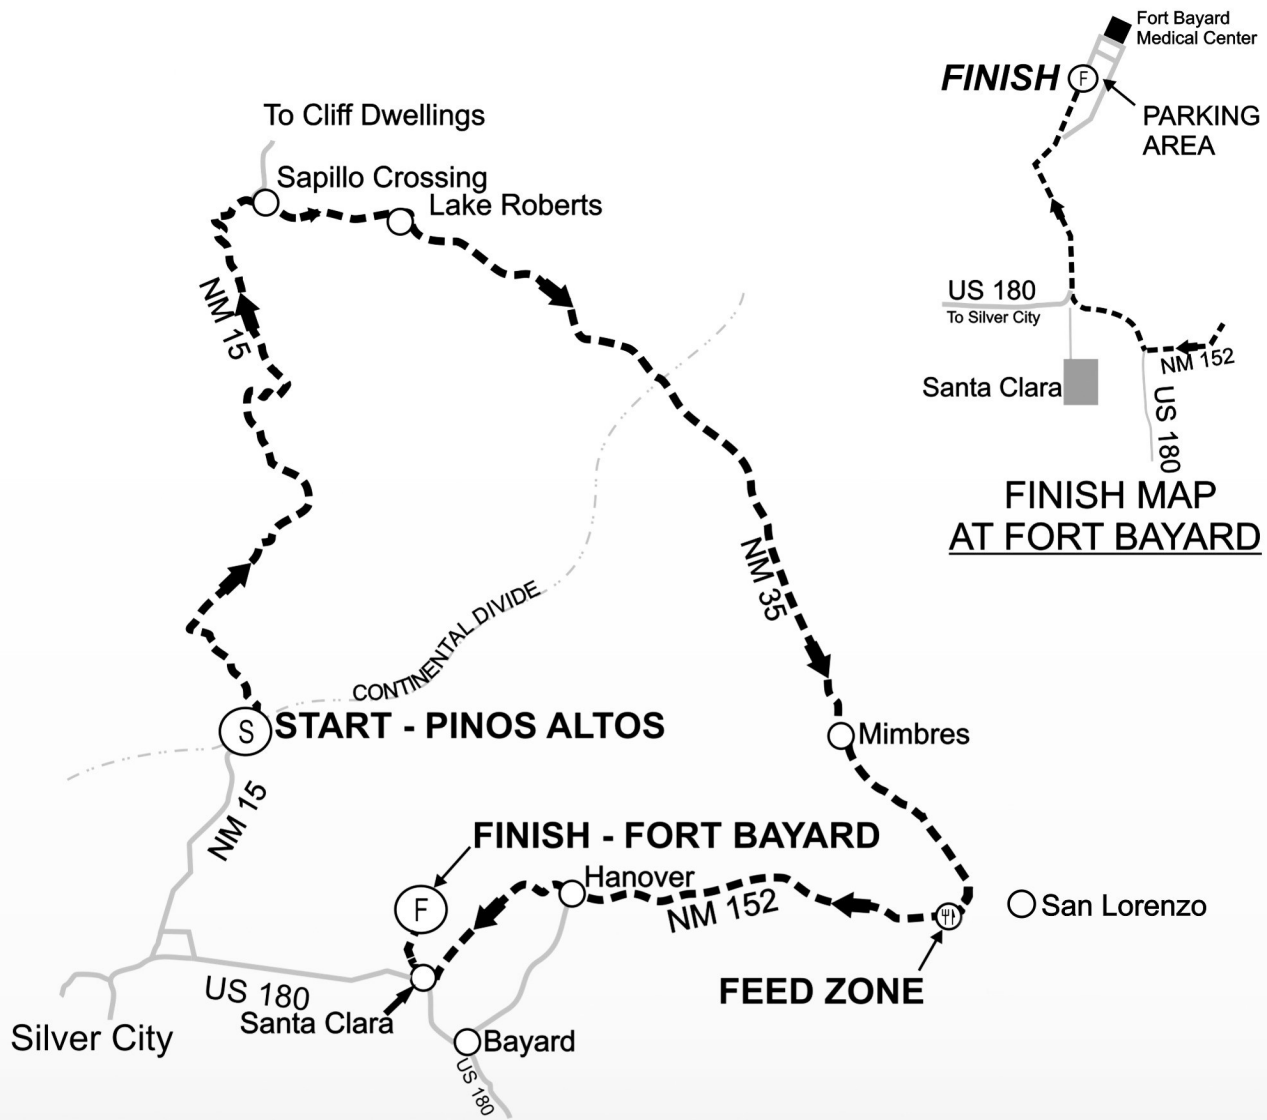 Fort Bayard
Medical Center
FINISH
F
PARKING
AREA
To Cliff Dwellings
Sapillo Crossing
Lake Roberts
NM 15
US 180
To Silver City
NM 152
Santa Clara
US 180
FINISH MAP
AT FORT BAYARD
NM 35
CONTINENTAL DIVIDE
S
START - PINOS ALTOS
Mimbres
NM 15
FINISH - FORT BAYARD
Hanover
F
NM 152
San Lorenzo
FEED ZONE
US 180
Santa Clara
Silver City
Bayard
US 180